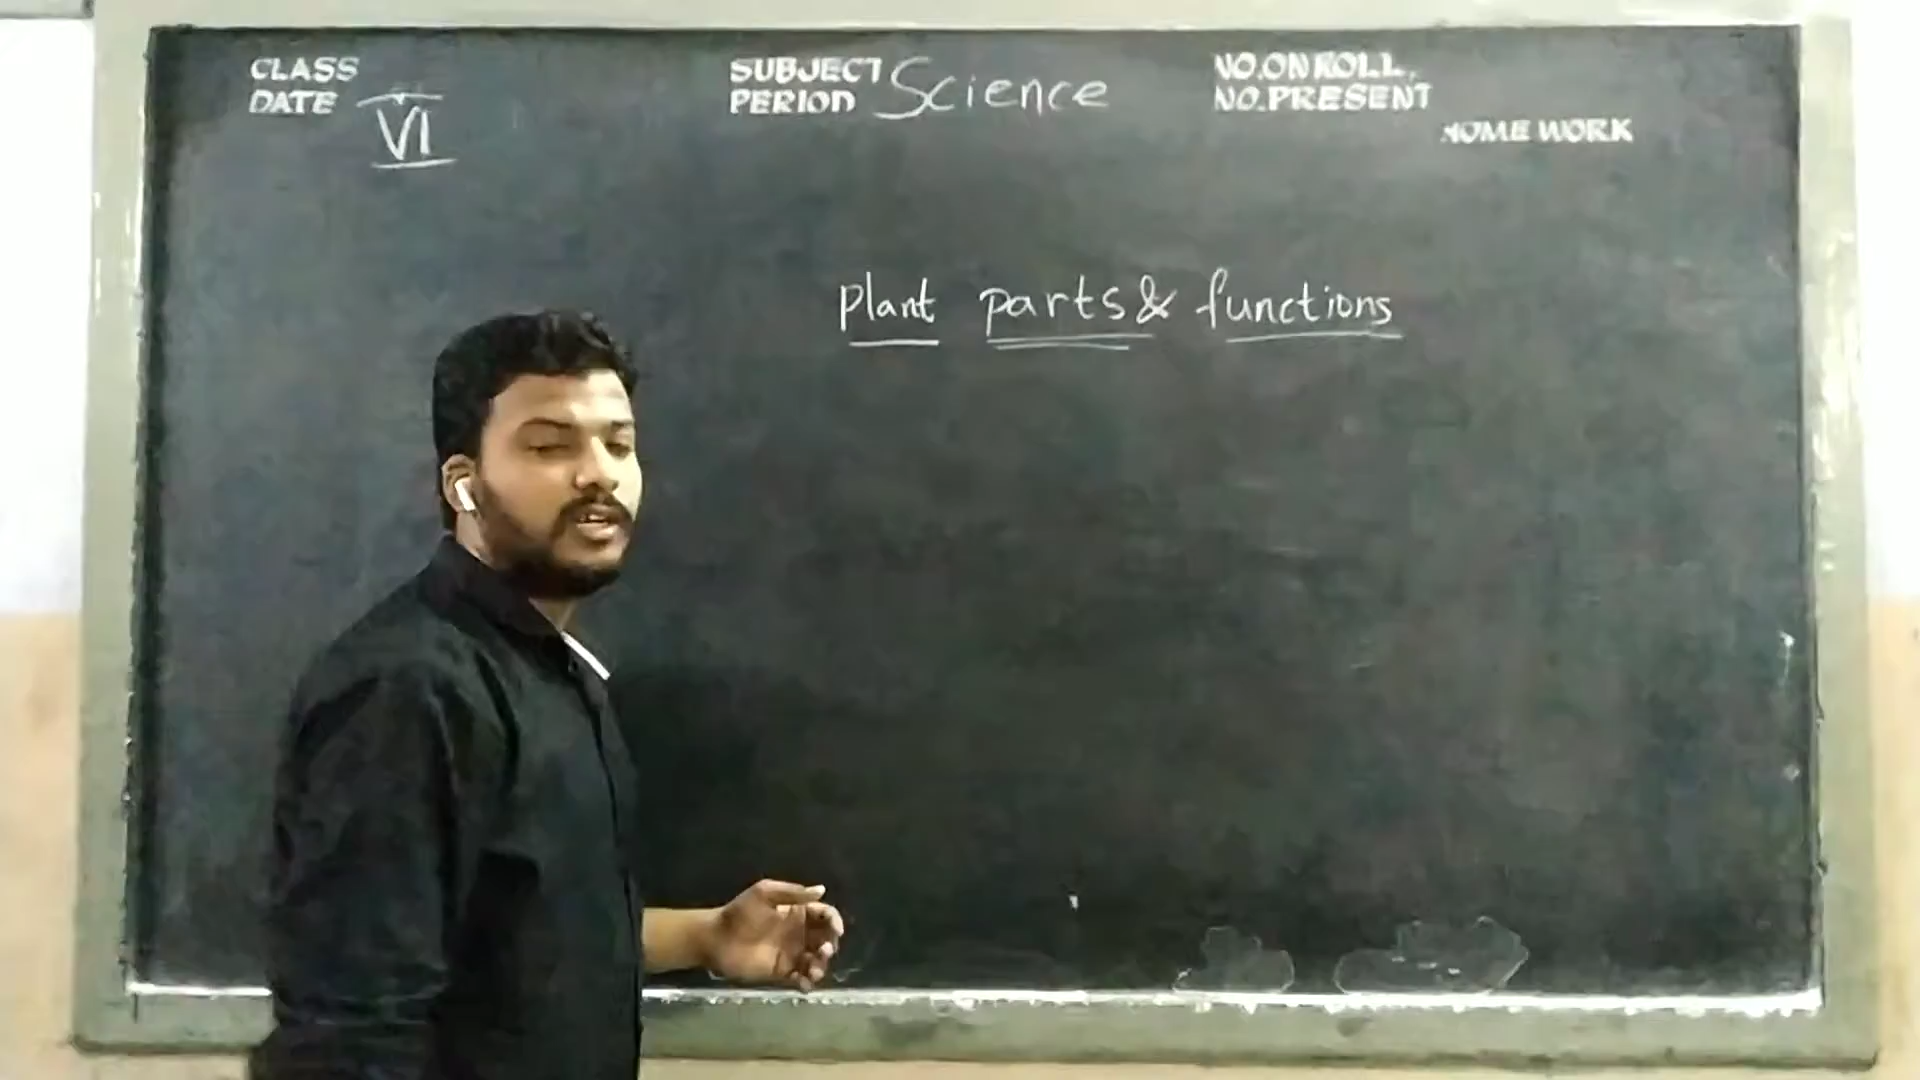 CLASS
DATE VI
SUBJECT Science
PERIOD
NO.ON ROLL.
NO.PRESENT
HOME WORK
Plant parts & functions